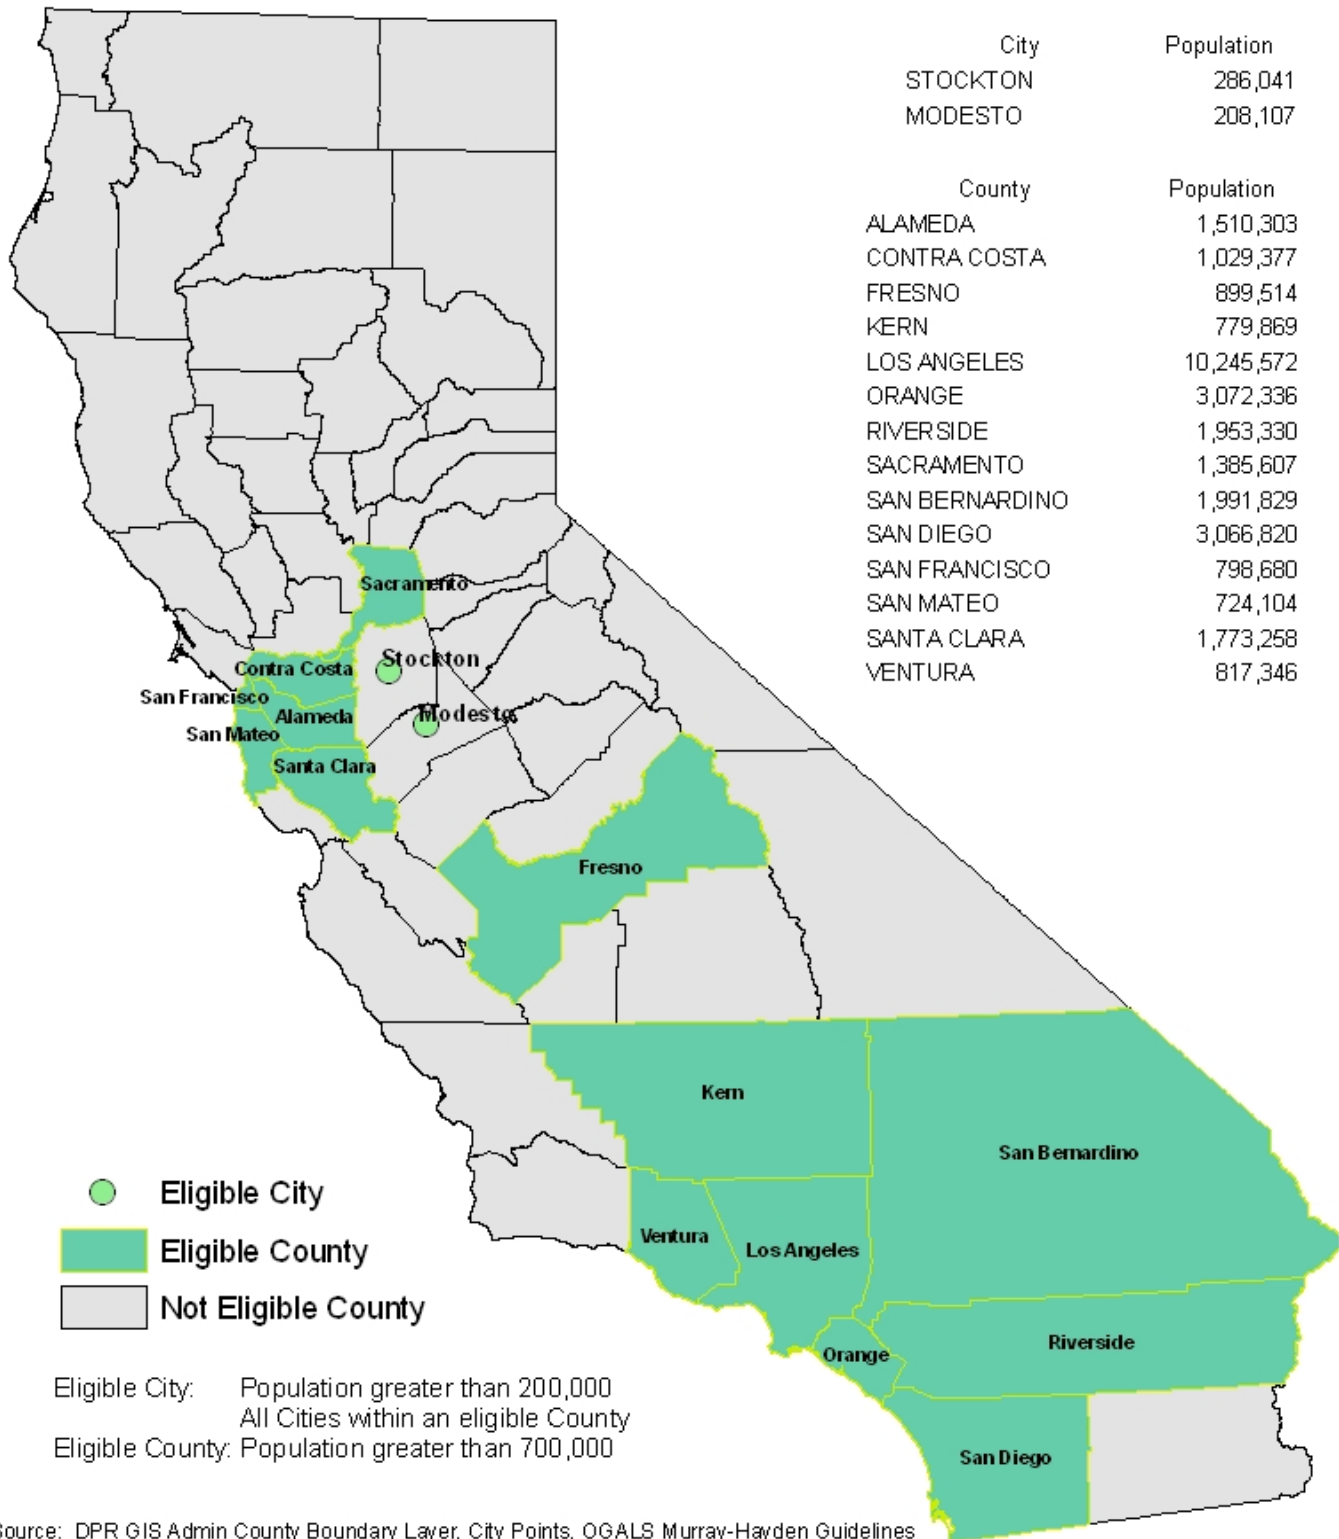 City Population
STOCKTON 286,041
MODESTO 208,107
County Population
ALAMEDA 1,510,303
CONTRA COSTA 1,029,377
FRESNO 899,514
KERN 779,869
LOS ANGELES 10,245,572
ORANGE 3,072,336
RIVERSIDE 1,953,330
SACRAMENTO 1,385,607
SAN BERNARDINO 1,991,829
SAN DIEGO 3,066,820
SAN FRANCISCO 798,680
SAN MATEO 724,104
SANTA CLARA 1,773,258
VENTURA 817,346
Sacramento
Stockton
Contra Costa
San Francisco
Modesto
Alameda
San Mateo
Santa Clara
Fresno
Kern
San Bernardino
Ventura
Los Angeles
Riverside
Orange
San Diego
Eligible City
Eligible County
Not Eligible County
Eligible City: Population greater than 200,000
All Cities within an eligible County
Eligible County: Population greater than 700,000
Source: DPR GIS Admin County Boundary Layer, City Points, OGALS Murray-Hayden Guidelines